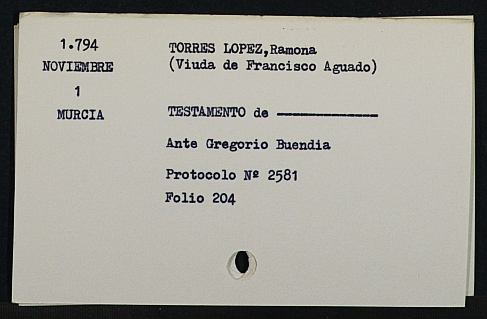 1.794
NOVIEMBRE
1
MURCIA
TORRES LOPEZ,Ramona
(Viuda de Francisco Aguado)
TESTAMENTO de —————
Ante Gregorio Buendia
Protocolo Nº 2581
Folio 204